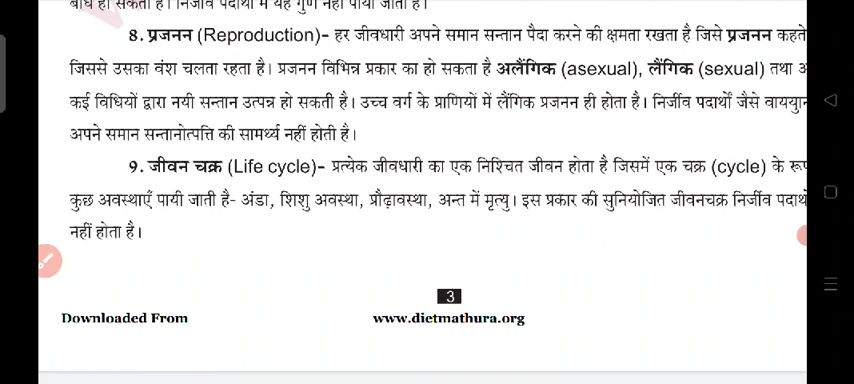 बोध हो सकता है। निर्जीव पदार्थों में यह गुण नहीं पाया जाता है।
8. प्रजनन (Reproduction)- हर जीवधारी अपने समान सन्तान पैदा करने की क्षमता रखता है जिसे प्रजनन कहते
जिससे उसका वंश चलता रहता है। प्रजनन विभिन्न प्रकार का हो सकता है अलैंगिक (asexual), लैंगिक (sexual) तथा
कई विधियों द्वारा नयी सन्तान उत्पन्न हो सकती है। उच्च वर्ग के प्राणियों में लैंगिक प्रजनन ही होता है। निर्जीव पदार्थों जैसे वाययुान
अपने समान सन्तानोत्पत्ति की सामर्थ्य नहीं होती है।
9. जीवन चक्र (Life cycle)- प्रत्येक जीवधारी का एक निश्चित जीवन होता है जिसमें एक चक्र (cycle) के रूप
कुछ अवस्थाएँ पायी जाती है- अंडा, शिशु अवस्था, प्रौढ़ावस्था, अन्त में मृत्यु। इस प्रकार की सुनियोजित जीवनचक्र निर्जीव पदार्थो
नहीं होता है।
3
Downloaded From www.dietmathura.org